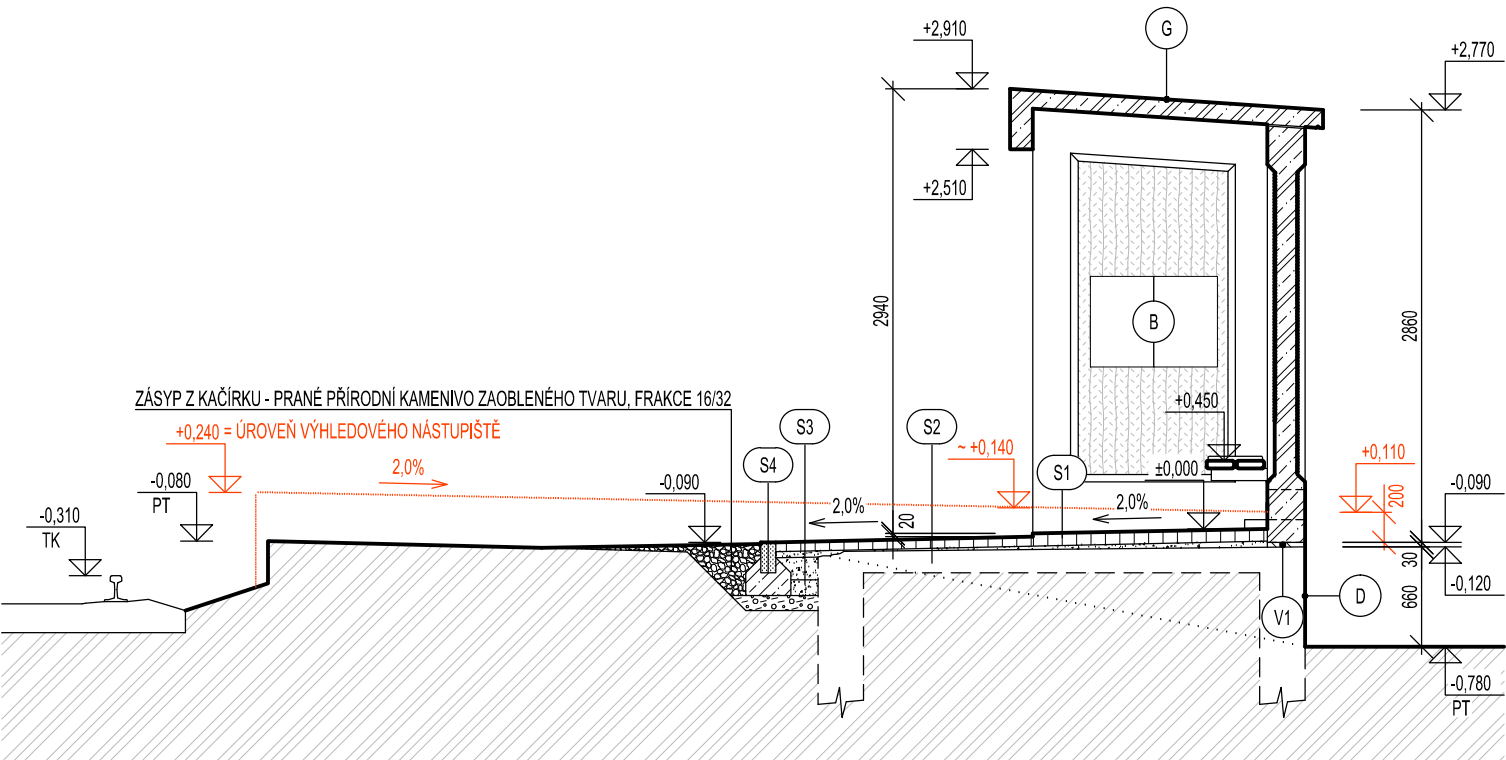 +2,910
G
+2,770
+2,510
2940
2860
B
ZÁSYP Z KAČÍRKU - PRANÉ PŘÍRODNÍ KAMENIVO ZAOBLENÉHO TVARU, FRAKCE 16/32
+0,450
+0,240 = ÚROVEŇ VÝHLEDOVÉHO NÁSTUPIŠTĚ
S3
S2
~ +0,140
+0,110
2,0%
S4
S1
±0,000
-0,080
PT
-0,090
-0,090
200
2,0%
2,0%
20
-0,310
TK
30
-0,120
660
V1
D
-0,780
PT